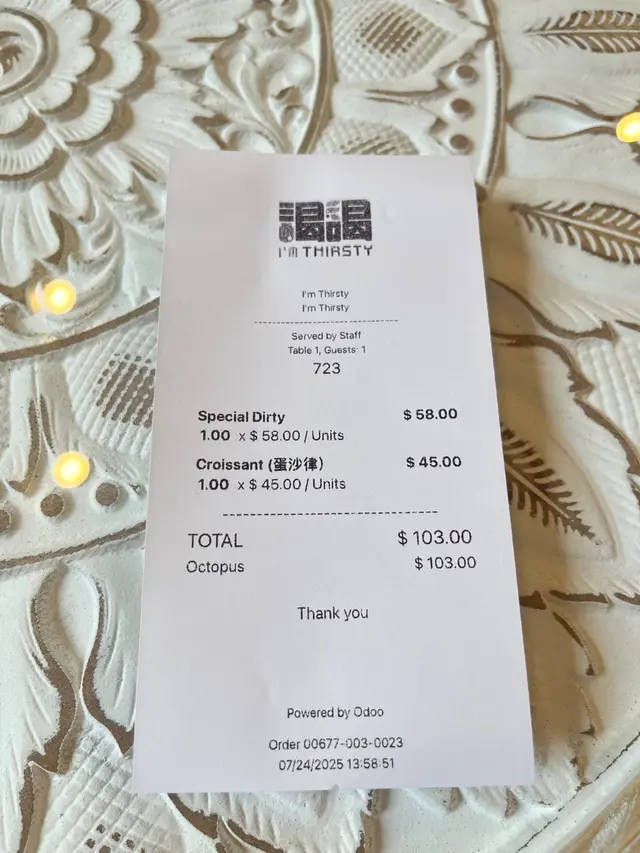 I'M THIRSTY
I'm Thirsty
I'm Thirsty
Served by Staff
Table 1, Guests: 1
723
Special Dirty $ 58.00
1.00 x $ 58.00 / Units
Croissant (蛋沙律) $ 45.00
1.00 x $ 45.00 / Units
TOTAL $ 103.00
Octopus $ 103.00
Thank you
Powered by Odoo
Order 00677-003-0023
07/24/2025 13:58:51